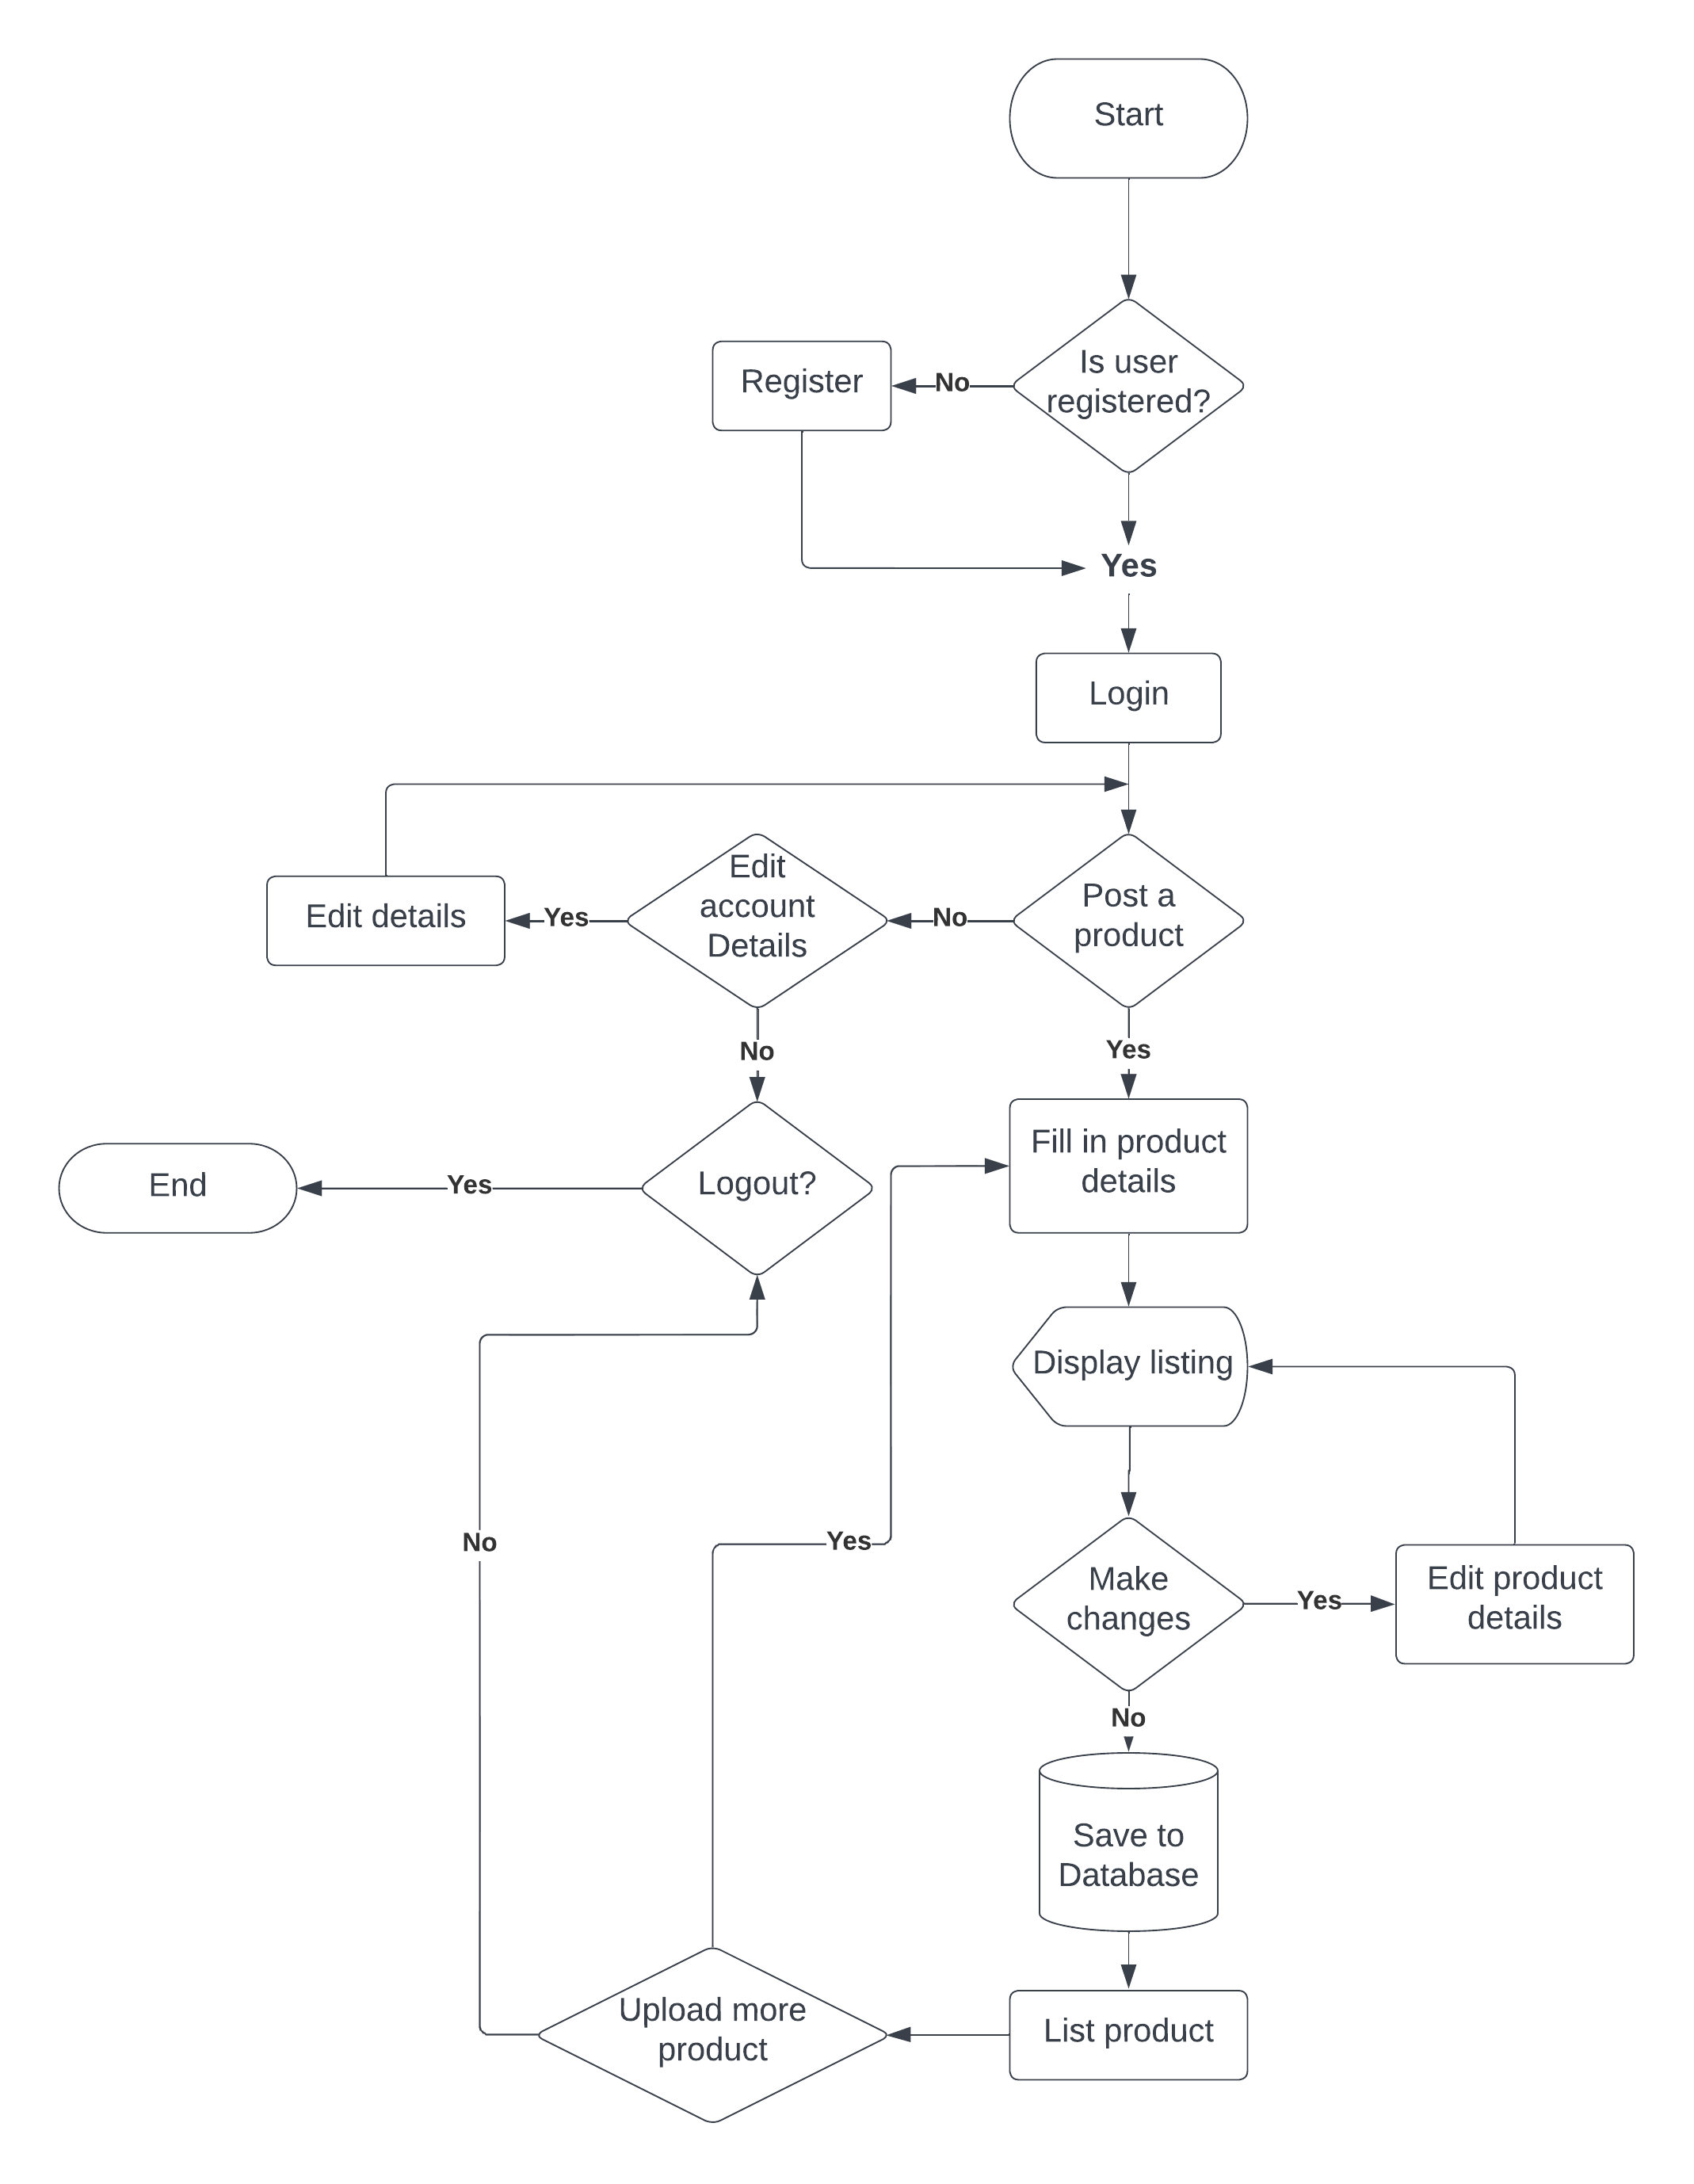 Start
Is user
registered?
No
Register
Yes
Login
Post a
product
No
Edit
account
Details
Yes
Edit details
No
Yes
Logout?
Yes
End
Fill in product
details
Display listing
Make
changes
Yes
Edit product
details
No
Save to
Database
List product
Upload more
product
Yes
No